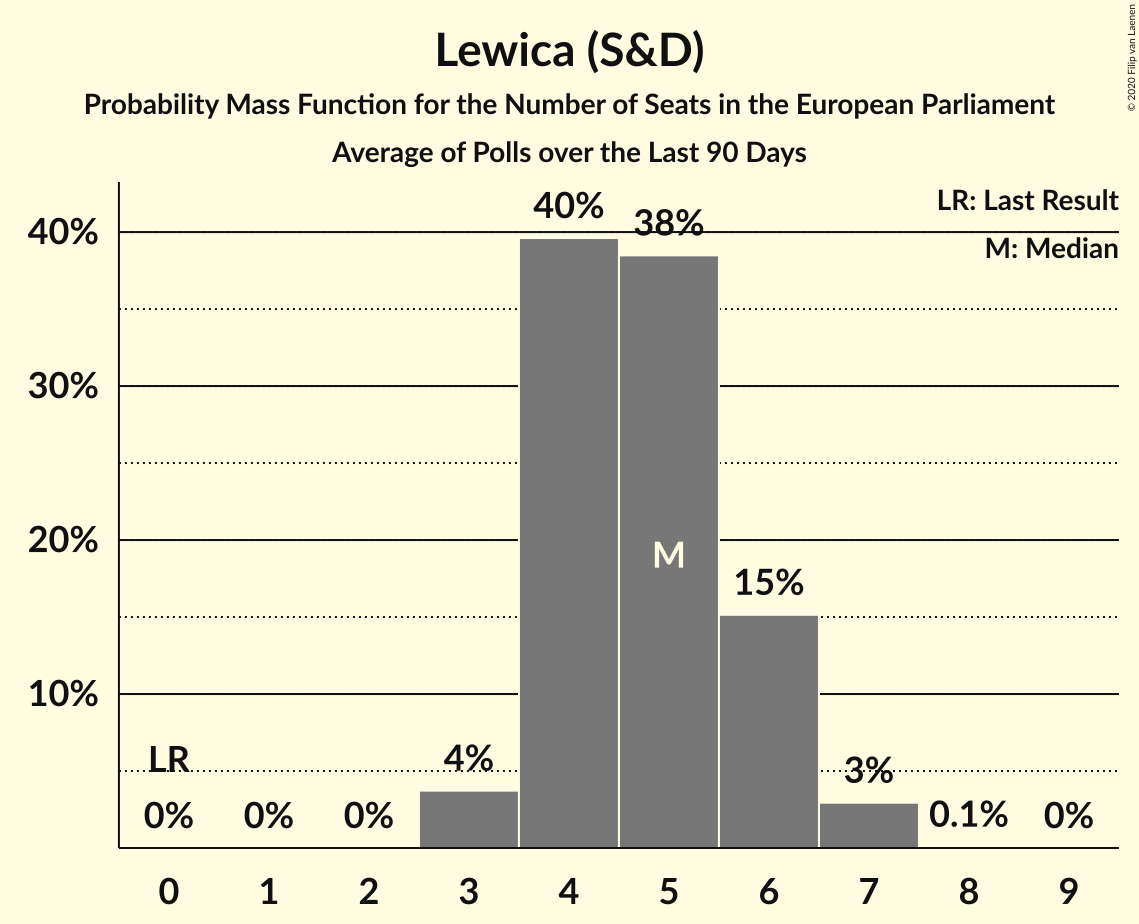 Lewica (S&D)
Probability Mass Function for the Number of Seats in the European Parliament
Average of Polls over the Last 90 Days
© 2020 Filip van Laenen
LR: Last Result
M: Median
40%
30%
20%
10%
LR
0%
0%
0%
4%
40%
38%
M
15%
3%
0.1%
0%
0 1 2 3 4 5 6 7 8 9